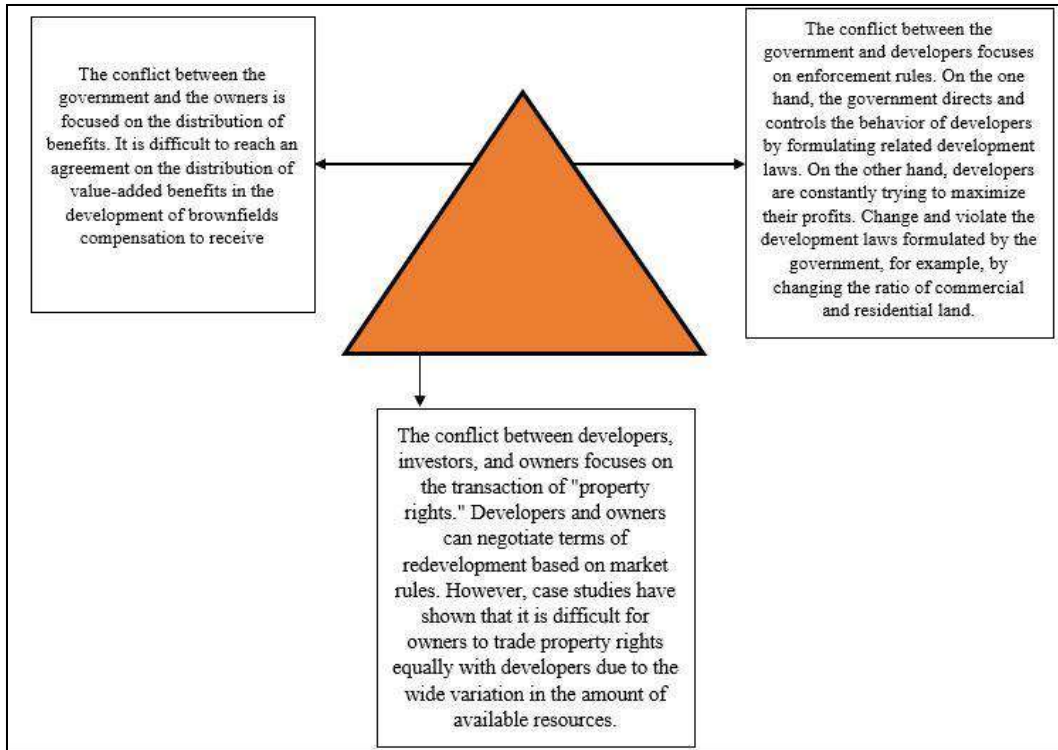 The conflict between the
government and the owners is
focused on the distribution of
benefits. It is difficult to reach an
agreement on the distribution of
value-added benefits in the
development of brownfields
compensation to receive
The conflict between the
government and developers focuses
on enforcement rules. On the one
hand, the government directs and
controls the behavior of developers
by formulating related development
laws. On the other hand, developers
are constantly trying to maximize
their profits. Change and violate the
development laws formulated by the
government, for example, by
changing the ratio of commercial
and residential land.
The conflict between developers,
investors, and owners focuses on
the transaction of "property
rights." Developers and owners
can negotiate terms of
redevelopment based on market
rules. However, case studies have
shown that it is difficult for
owners to trade property rights
equally with developers due to the
wide variation in the amount of
available resources.